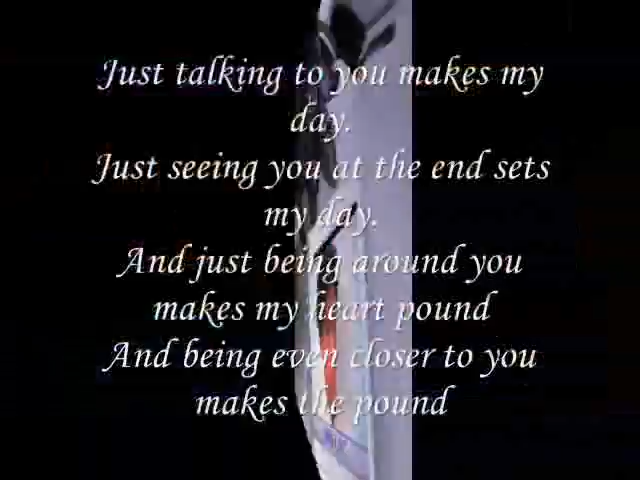 Just talking to you makes my
day.
Just seeing you at the end sets
my day.
And just being around you
makes my heart pound
And being even closer to you
makes the pound